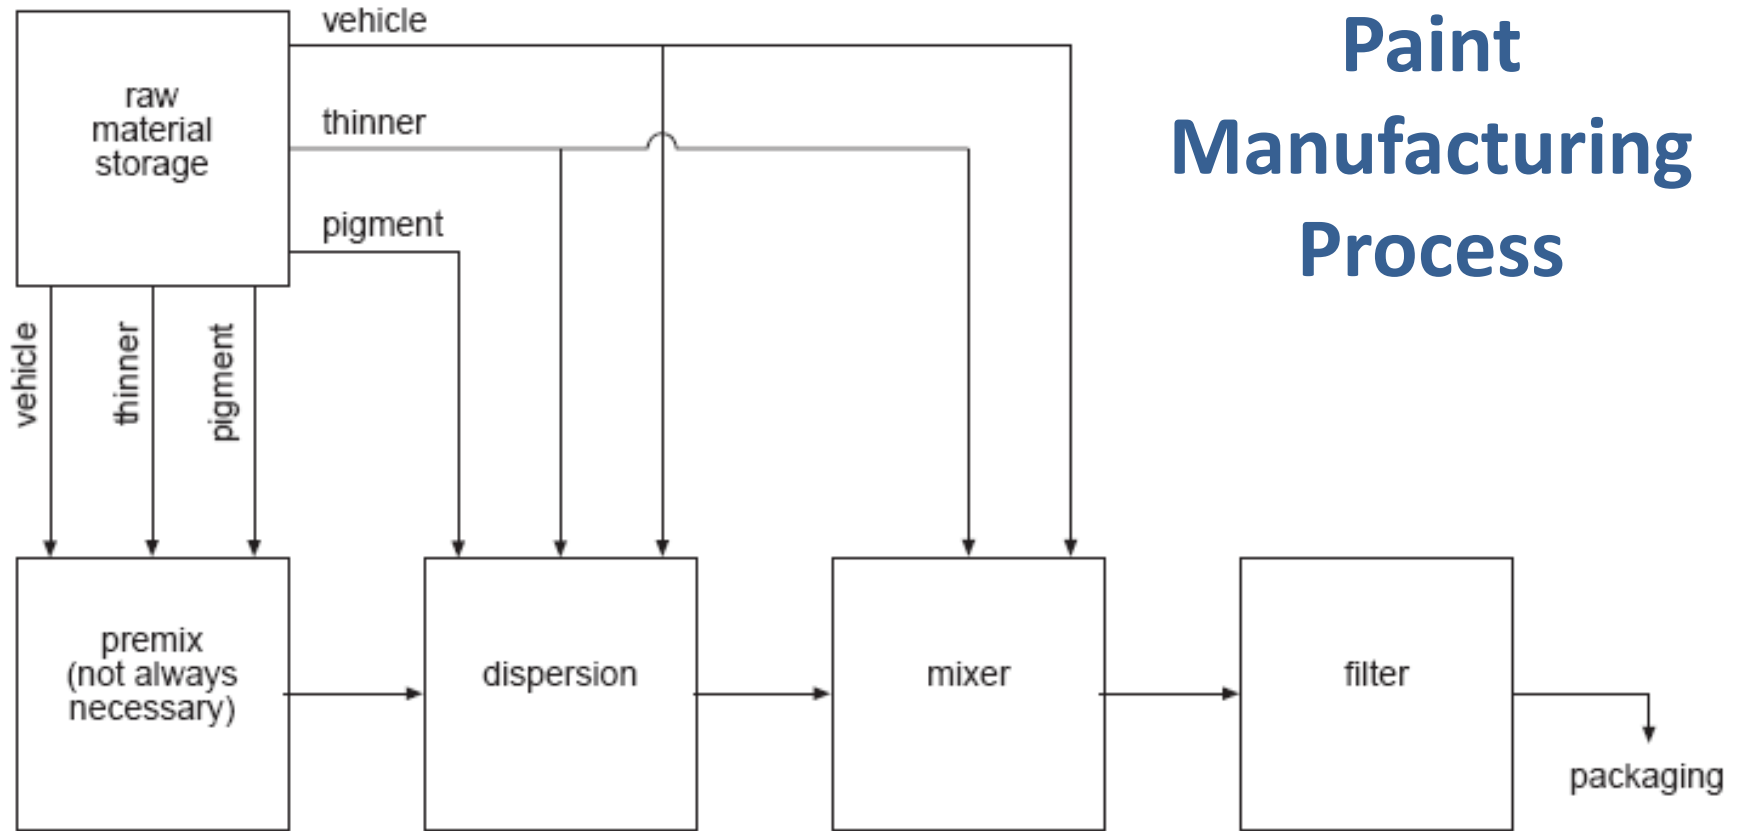 Paint
Manufacturing
Process
vehicle
raw
material
storage
thinner
pigment
vehicle
thinner
pigment
premix
(not always
necessary)
dispersion
mixer
filter
packaging